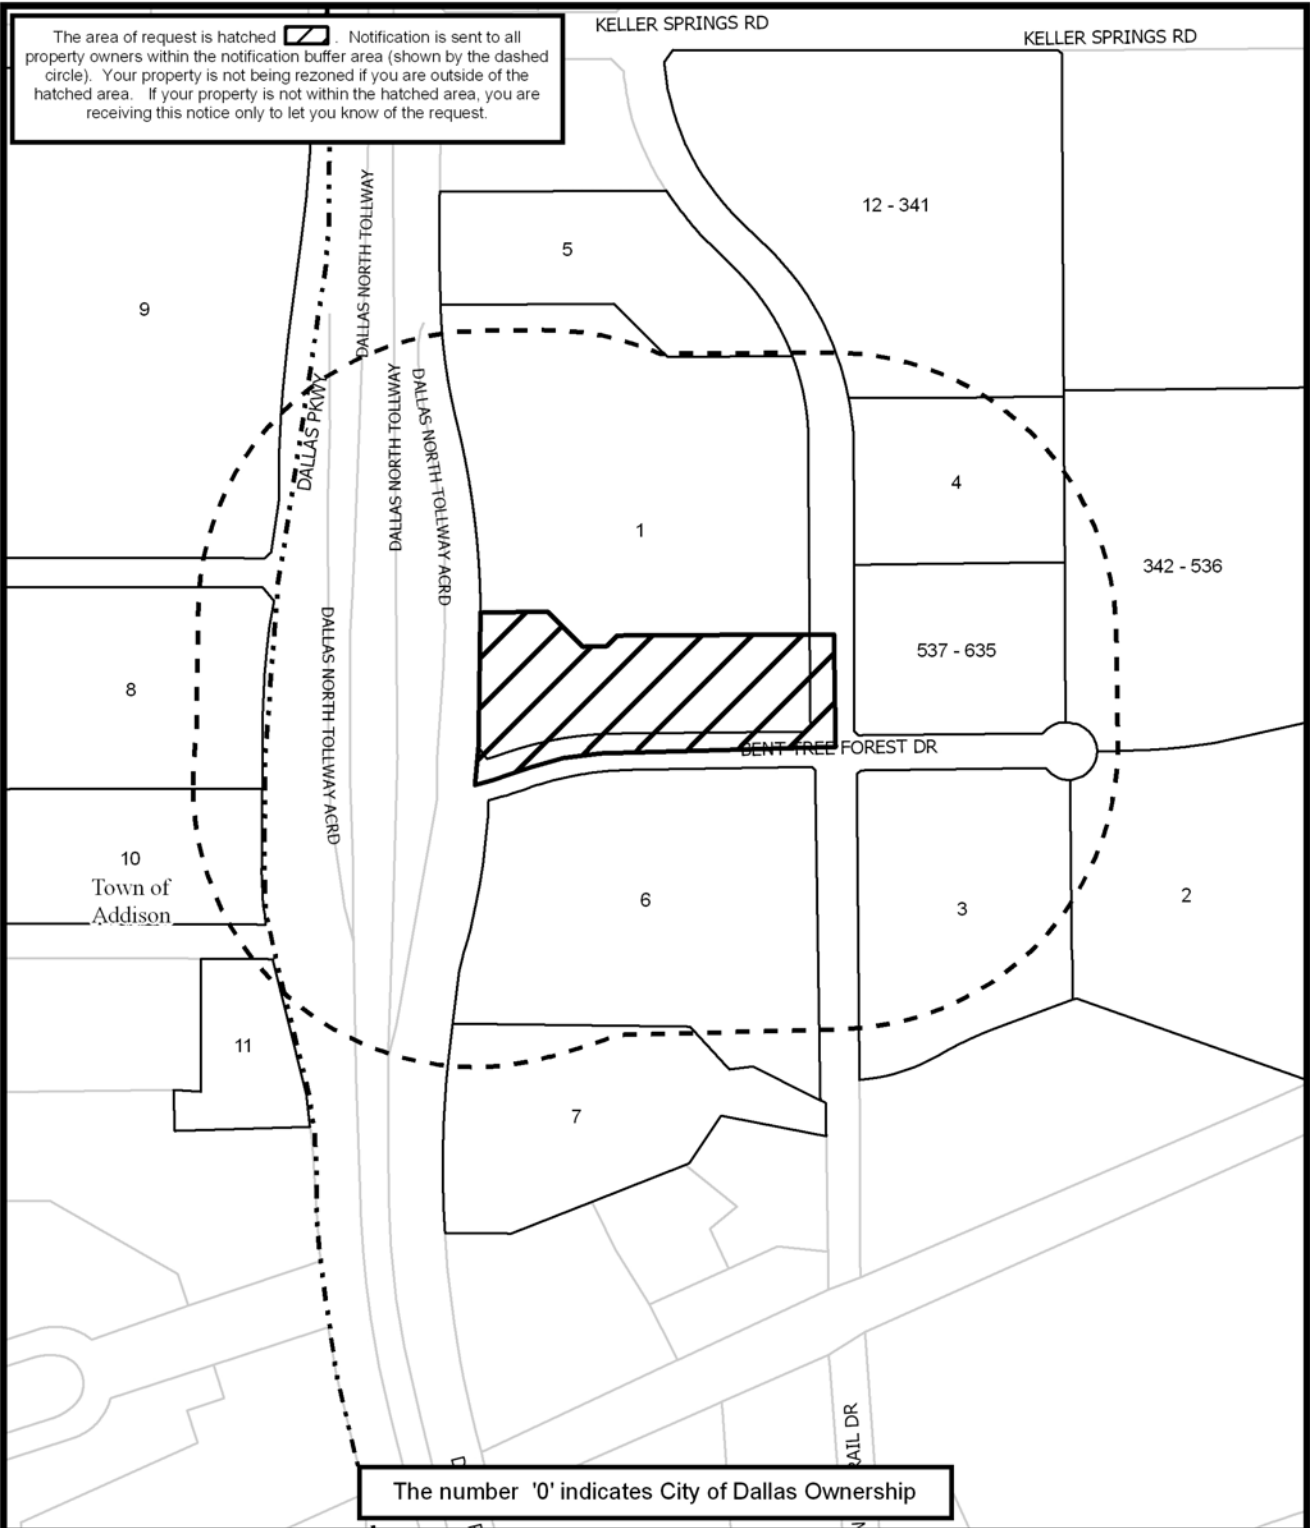 The area of request is hatched . Notification is sent to all
property owners within the notification buffer area (shown by the dashed
circle). Your property is not being rezoned if you are outside of the
hatched area. If your property is not within the hatched area, you are
receiving this notice only to let you know of the request.
KELLER SPRINGS RD
KELLER SPRINGS RD
12 - 341
5
9
DALLAS NORTH TOLLWAY
DALLAS PKWY
DALLAS NORTH TOLLWAY
DALLAS NORTH TOLLWAY ACRD
4
1
342 - 536
537 - 635
8
DALLAS NORTH TOLLWAY ACRD
BENT TREE FOREST DR
10
Town of
Addison
6
3
2
11
7
RAIL DR
The number '0' indicates City of Dallas Ownership